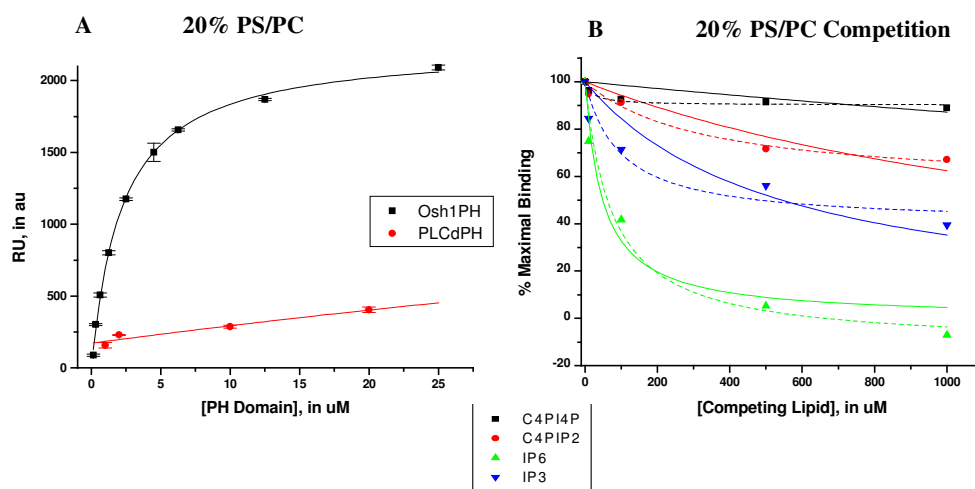 A
20% PS/PC
2000
1500
1000
500
0
RU, in au
Osh1PH
PLCdPH
0
5
10
15
20
25
[PH Domain], in uM
B
20% PS/PC Competition
100
80
60
40
20
0
-20
% Maximal Binding
0
200
400
600
800
1000
[Competing Lipid], in uM
C4PI4P
C4PIP2
IP6
IP3